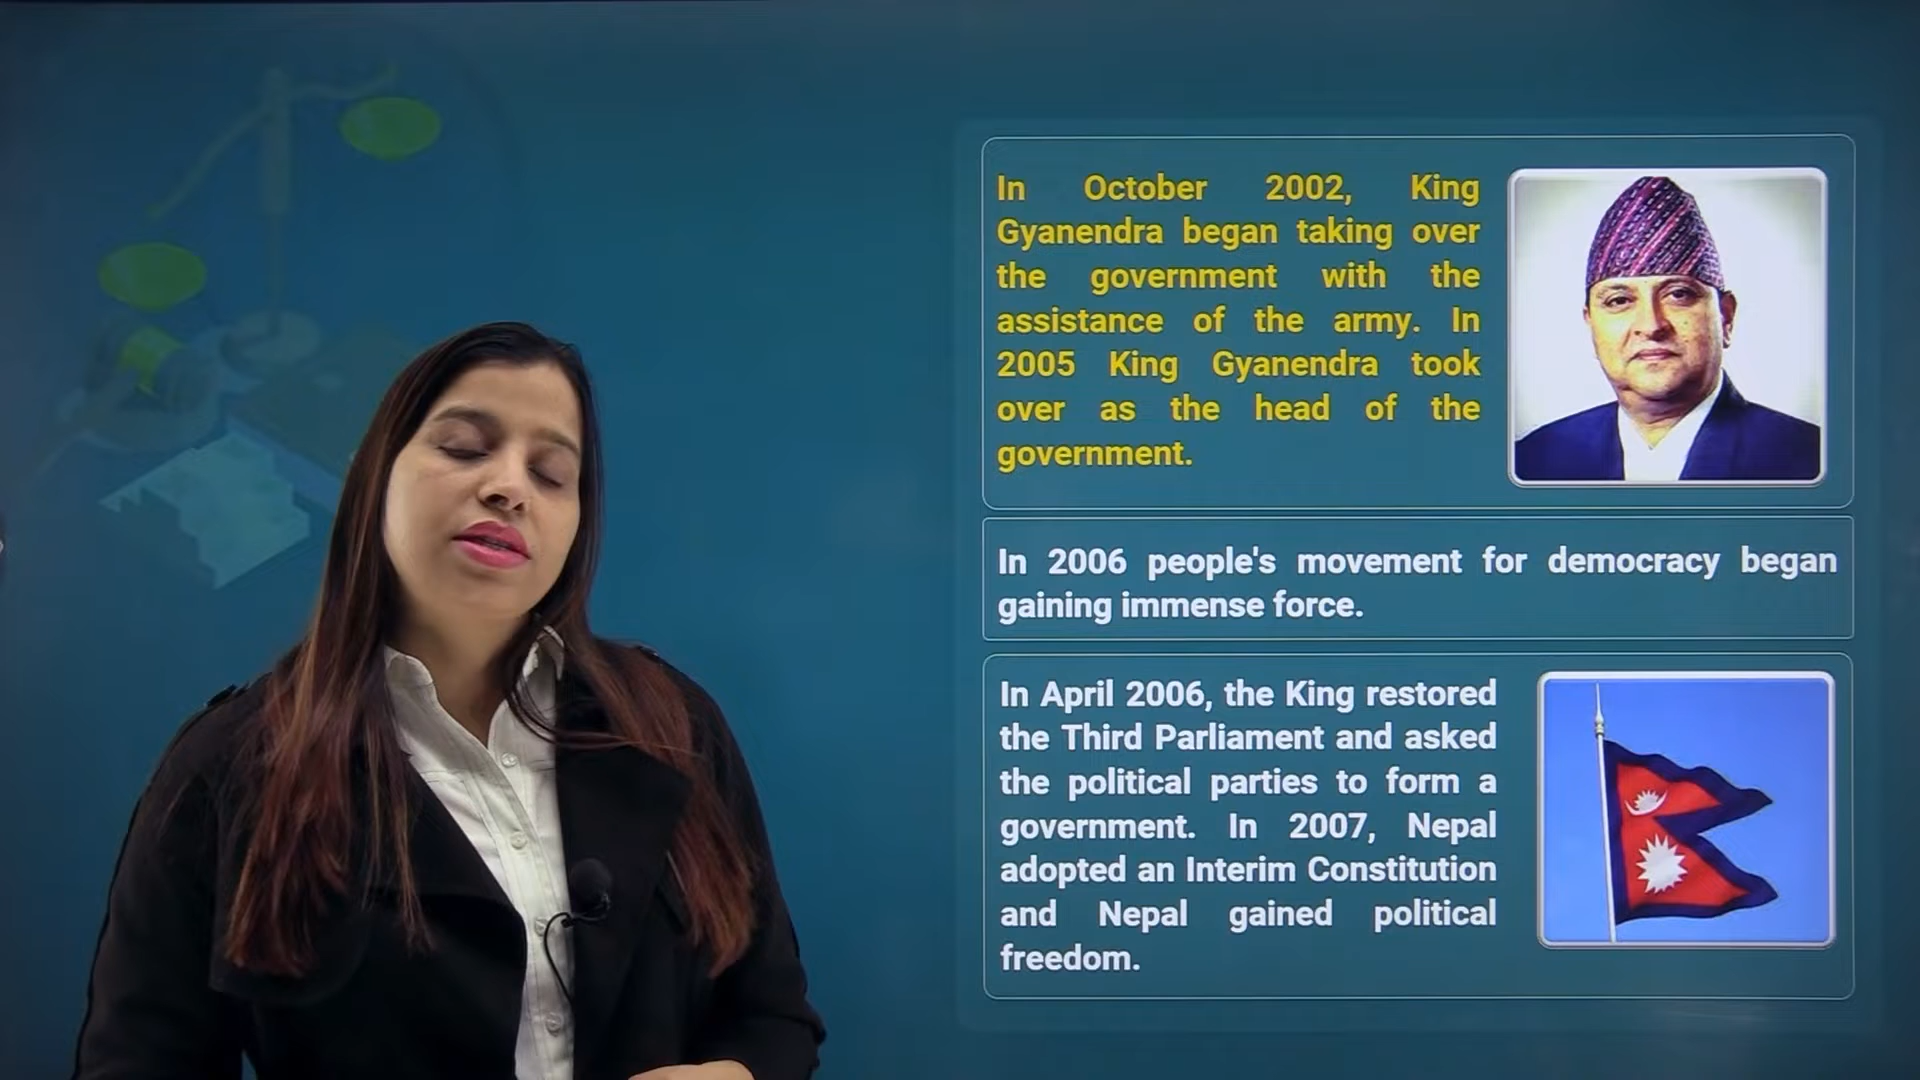 In October 2002, King
Gyanendra began taking over
the government with the
assistance of the army. In
2005 King Gyanendra took
over as the head of the
government.
In 2006 people's movement for democracy began
gaining immense force.
In April 2006, the King restored
the Third Parliament and asked
the political parties to form a
government. In 2007, Nepal
adopted an Interim Constitution
and Nepal gained political
freedom.